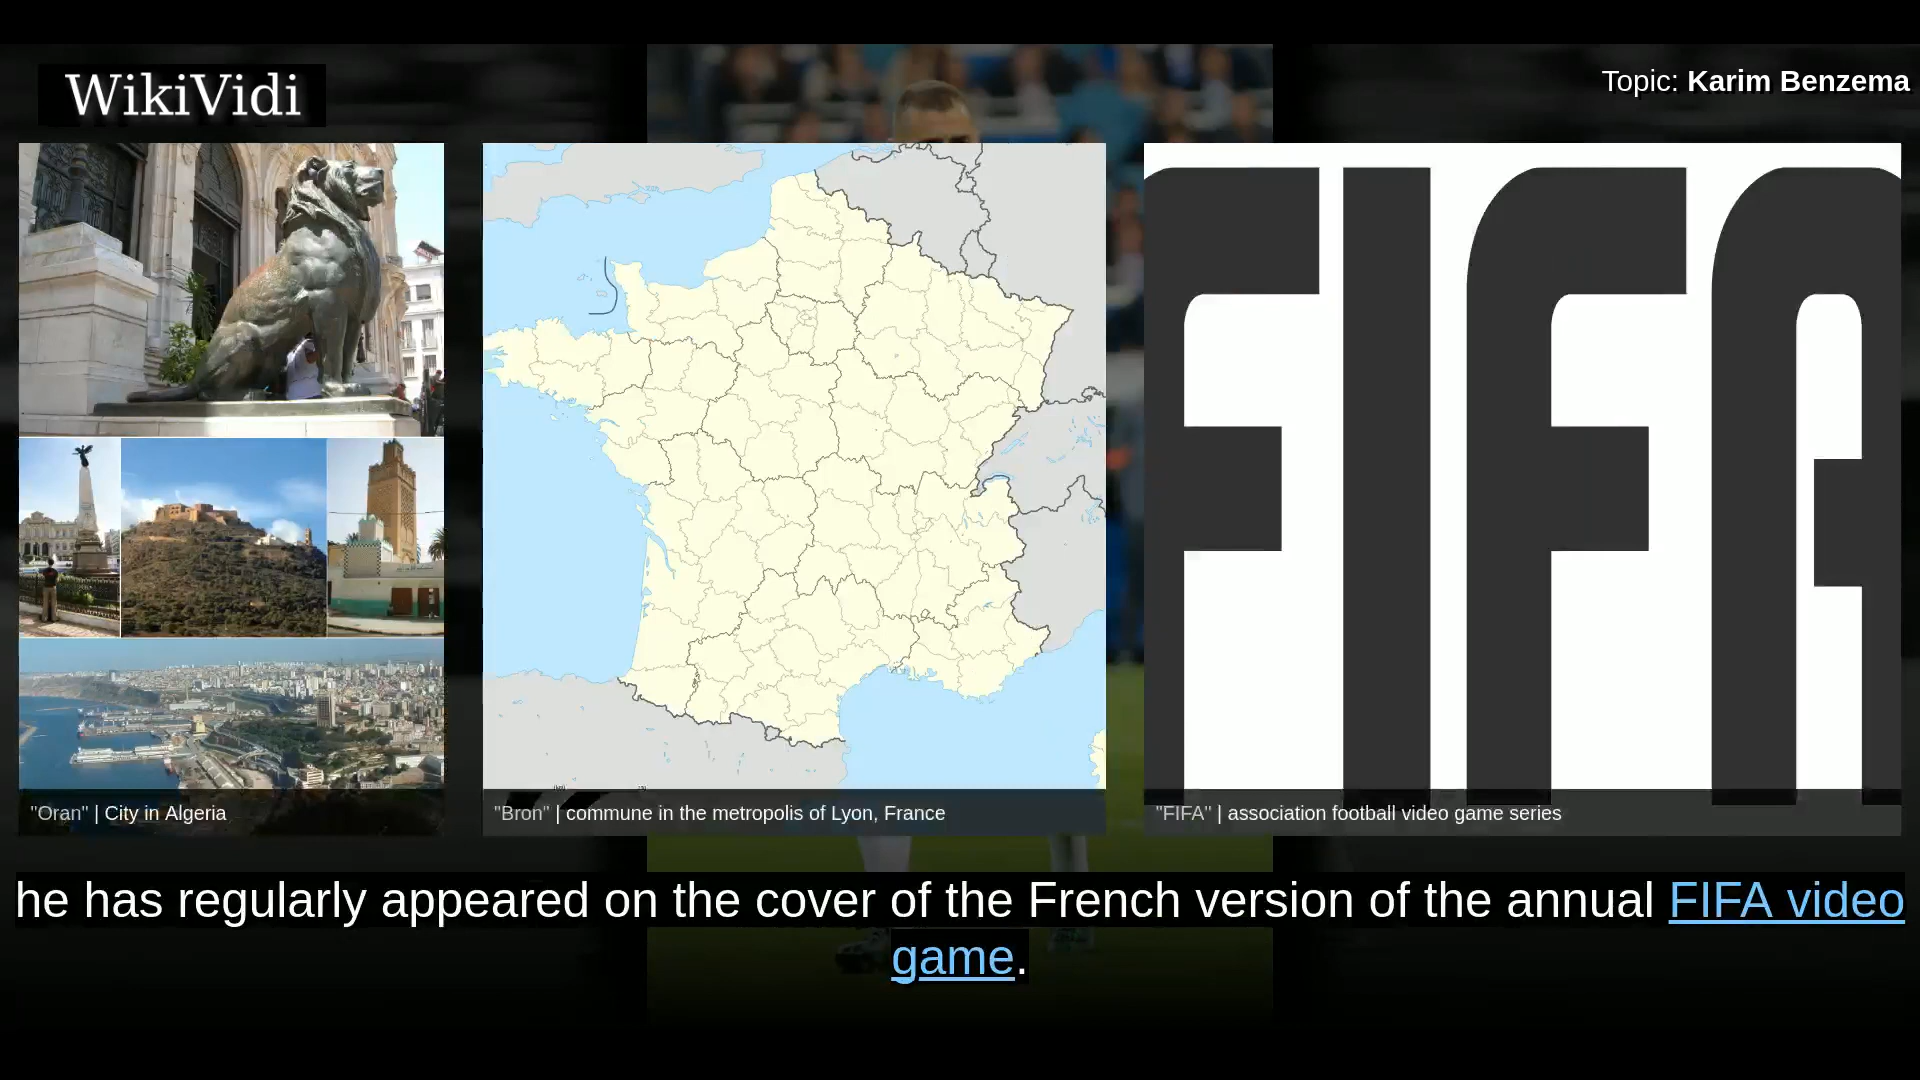 WikiVidi
Topic: Karim Benzema
FIFA
"Oran" | City in Algeria
"Bron" | commune in the metropolis of Lyon, France
"FIFA" | association football video game series
he has regularly appeared on the cover of the French version of the annual FIFA video
game.